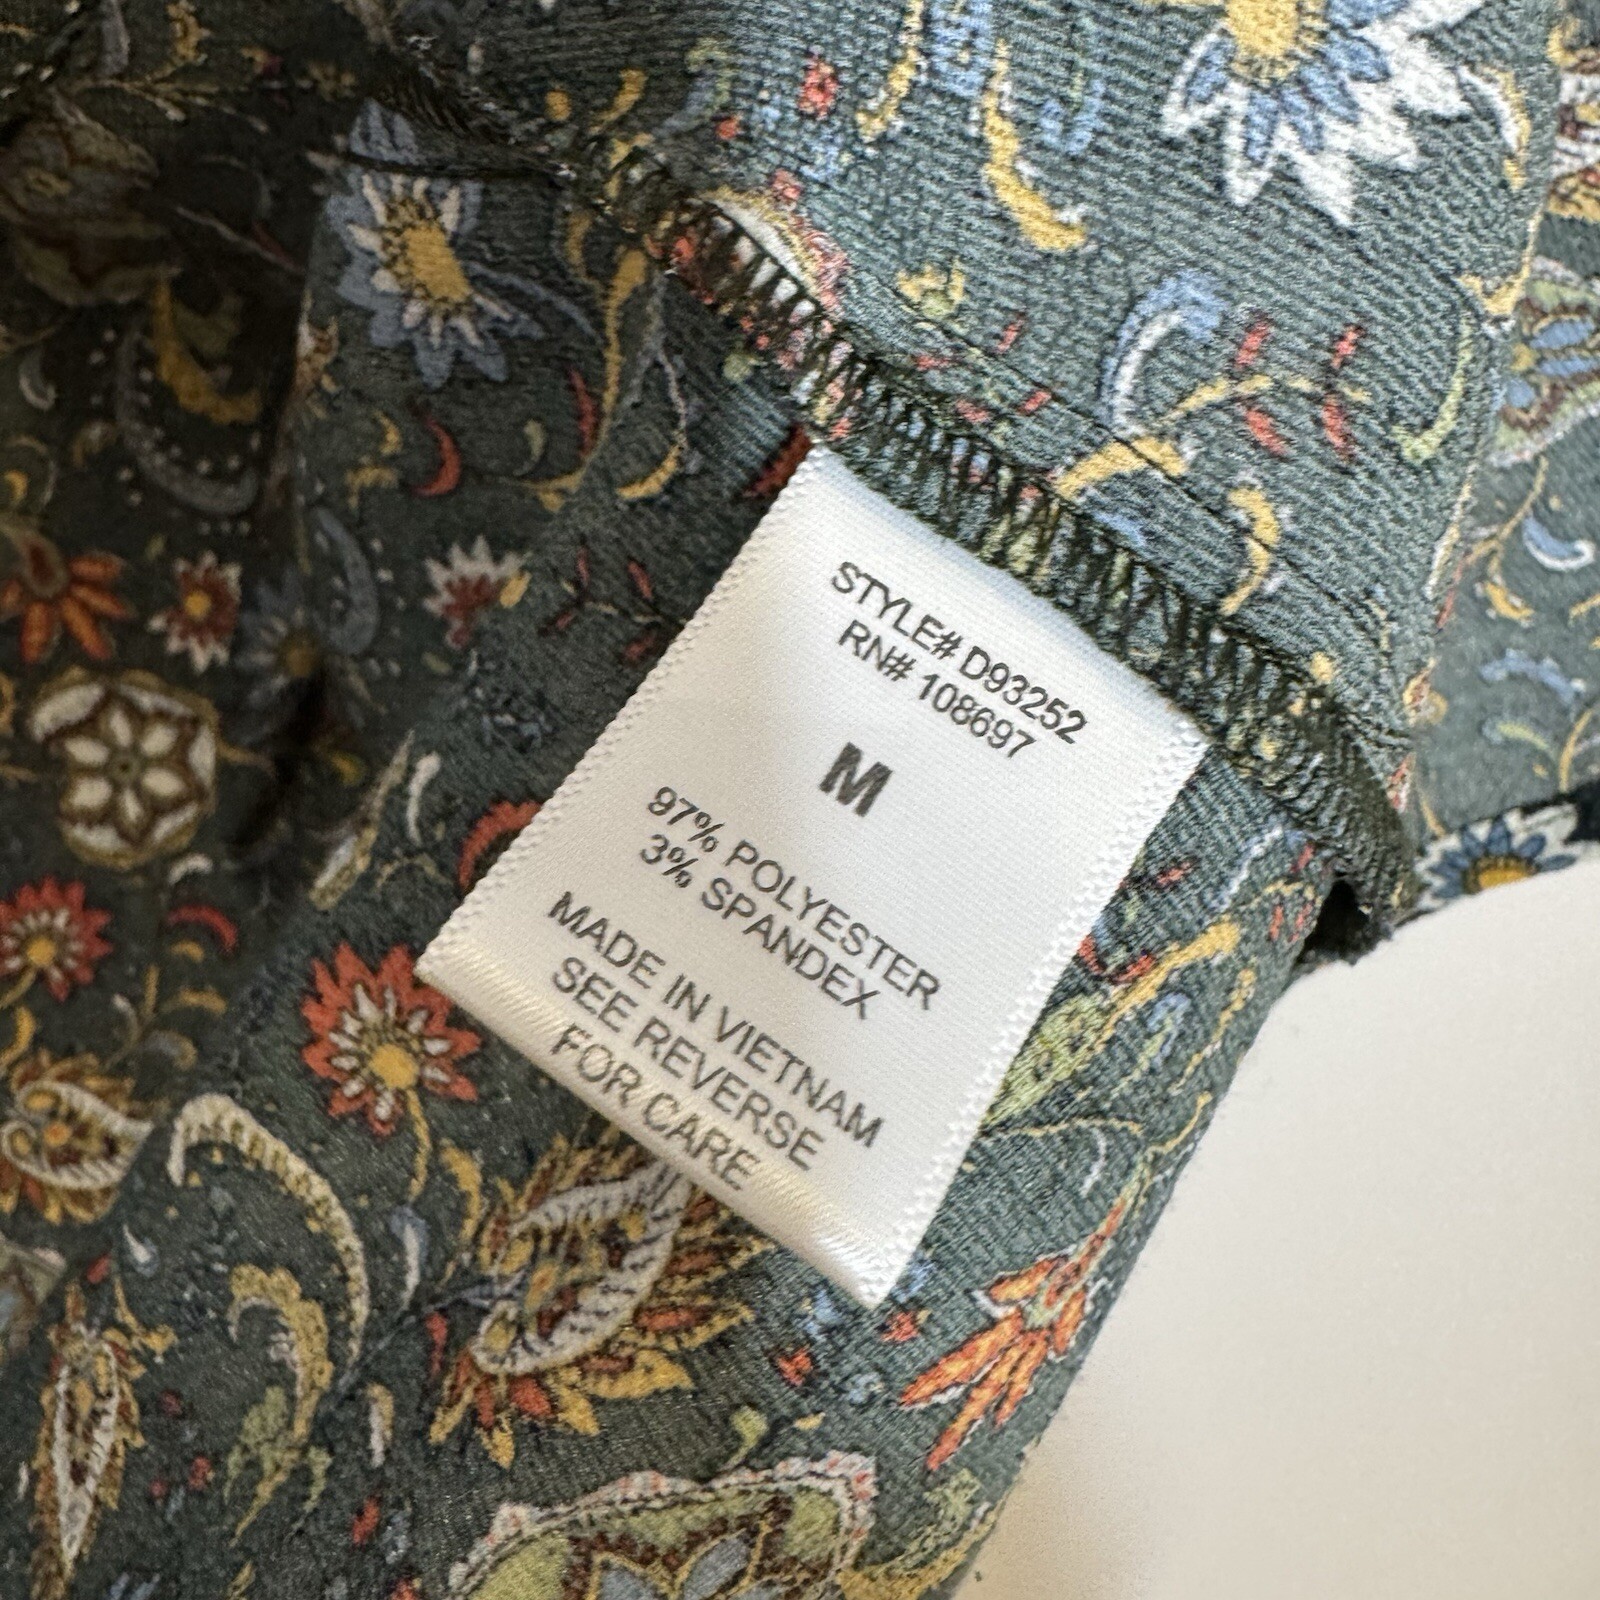 STYLE# D93252
RN# 108697
M
97% POLYESTER
3% SPANDEX
MADE IN VIETNAM
SEE REVERSE
FOR CARE